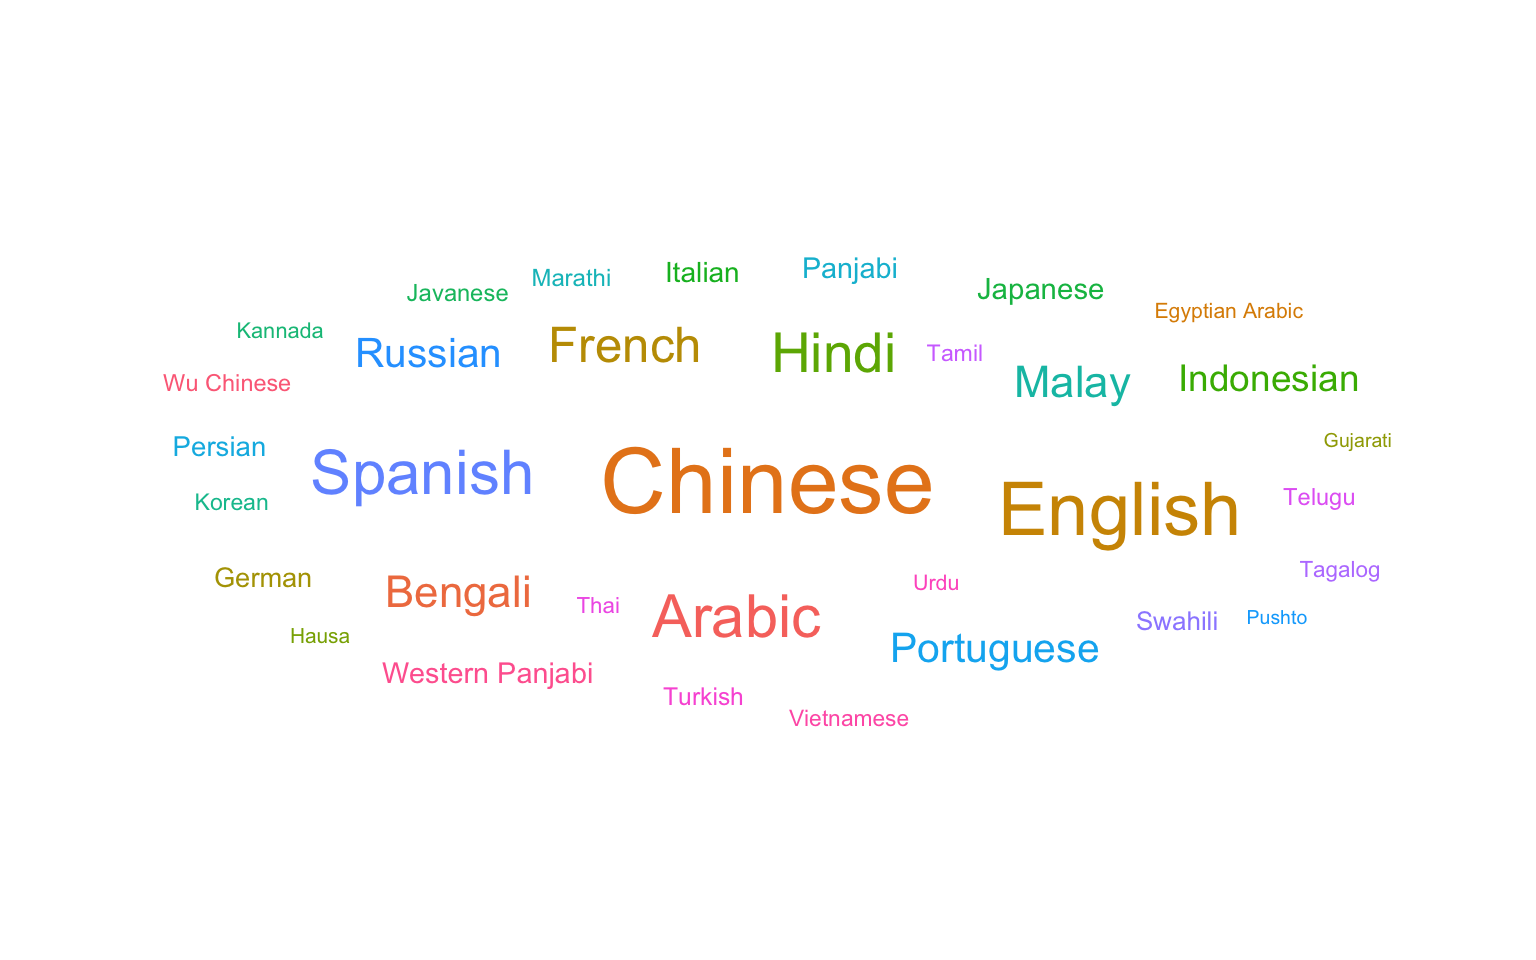 Panjabi
Italian
Marathi
Japanese
Javanese
Egyptian Arabic
Kannada
French
Hindi
Russian
Tamil
Malay
Indonesian
Wu Chinese
Gujarati
Persian
Spanish
Chinese
Telugu
Korean
English
Tagalog
German
Urdu
Bengali
Thai
Arabic
Pushto
Swahili
Hausa
Portuguese
Western Panjabi
Turkish
Vietnamese